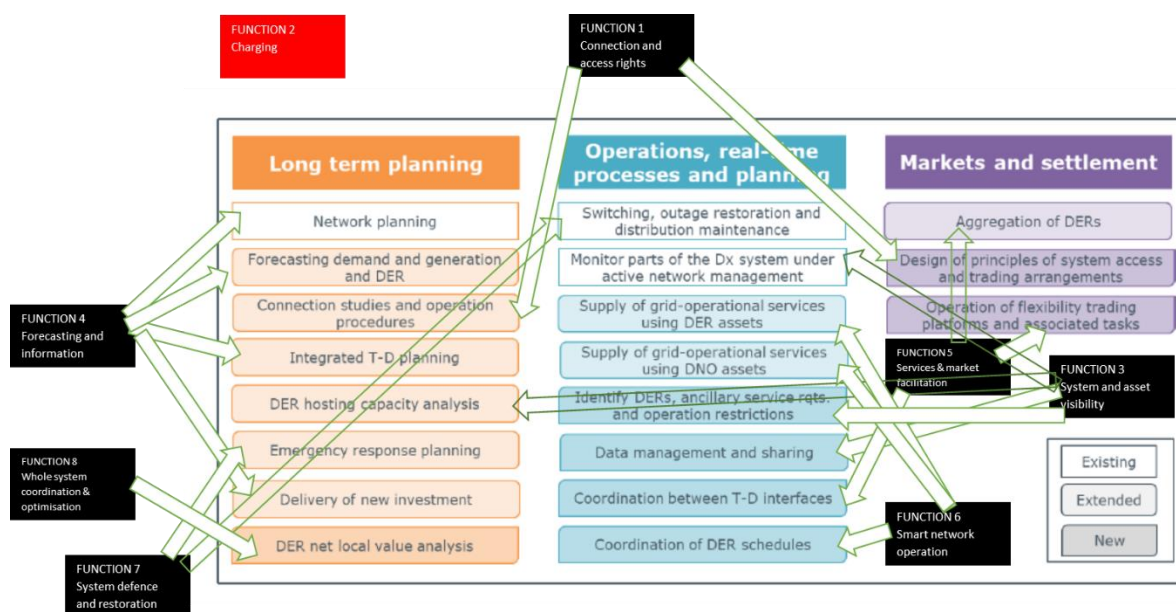 FUNCTION 2
Charging
FUNCTION 1
Connection and
access rights
Long term planning
Operations, real-time
processes and planning
Markets and settlement
Network planning
Forecasting demand and generation
and DER
Connection studies and operation
procedures
Integrated T-D planning
DER hosting capacity analysis
Emergency response planning
Delivery of new investment
DER net local value analysis
Switching, outage restoration and
distribution maintenance
Monitor parts of the Dx system under
active network management
Supply of grid-operational services
using DER assets
Supply of grid-operational services
using DNO assets
Identify DERs, ancillary service rqts.
and operation restrictions
Data management and sharing
Coordination between T-D interfaces
Coordination of DER schedules
Aggregation of DERs
Design of principles of system access
and trading arrangements
Operation of flexibility trading
platforms and associated tasks
FUNCTION 4
Forecasting and
information
FUNCTION 8
Whole system
coordination &
optimisation
FUNCTION 7
System defence
and restoration
FUNCTION 5
Services & market
facilitation
FUNCTION 3
System and asset
visibility
FUNCTION 6
Smart network
operation
Existing
Extended
New